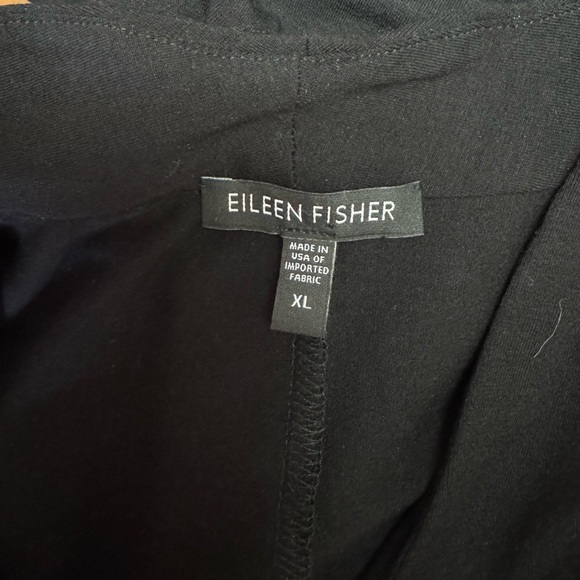 EILEEN FISHER
MADE IN
USA OF
IMPORTED
FABRIC
XL